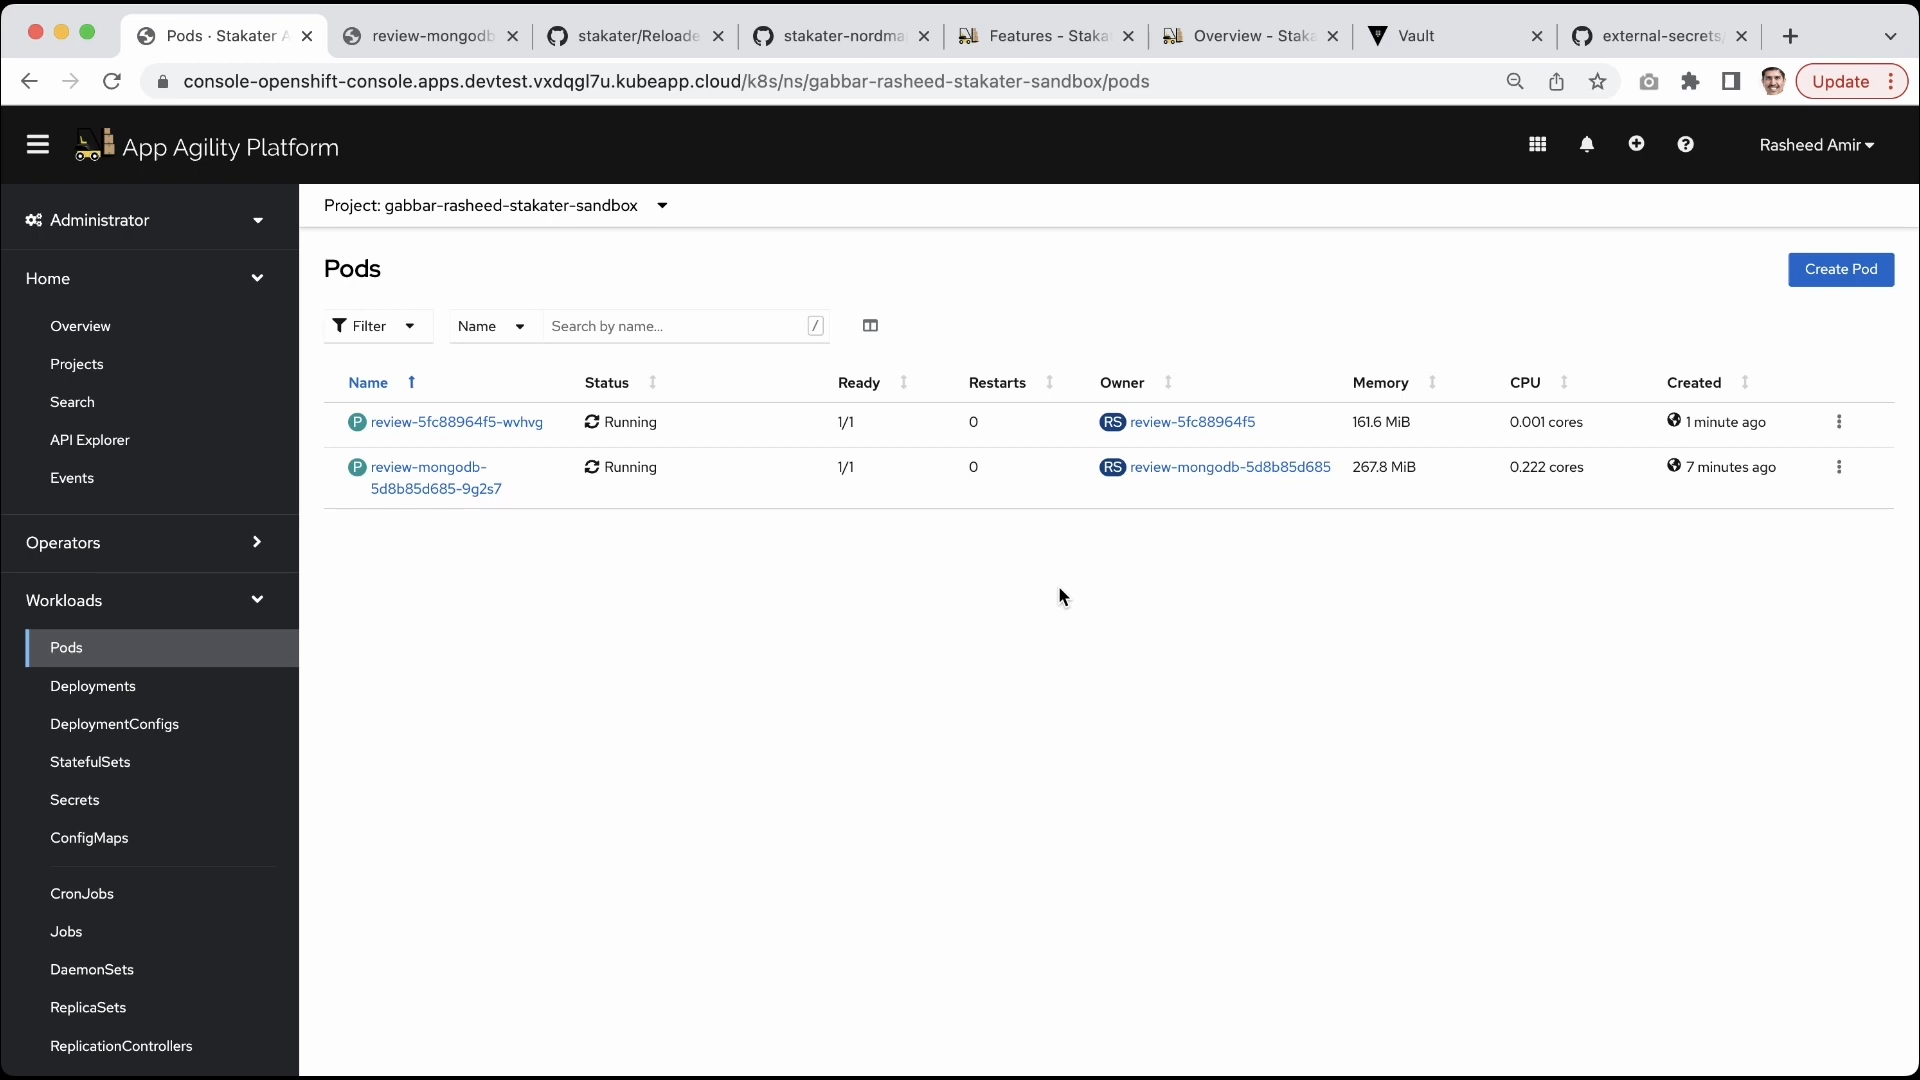 Pods · Stakater A
review-mongodb
stakater/Reloade
stakater-nordma
Features - Staka
Overview - Staka
Vault
external-secrets/
console-openshift-console.apps.devtest.vxdqgl7u.kubeapp.cloud/k8s/ns/gabbar-rasheed-stakater-sandbox/pods
Update
App Agility Platform
Rasheed Amir
Administrator
Home
Overview
Projects
Search
API Explorer
Events
Operators
Workloads
Pods
Deployments
DeploymentConfigs
StatefulSets
Secrets
ConfigMaps
CronJobs
Jobs
DaemonSets
ReplicaSets
ReplicationControllers
Project: gabbar-rasheed-stakater-sandbox
Pods
Create Pod
Filter
Name
Search by name...
/
Name Status Ready Restarts Owner Memory CPU Created
P review-5fc88964f5-wvhvg Running 1/1 0 RS review-5fc88964f5 161.6 MiB 0.001 cores 1 minute ago
P review-mongodb- Running 1/1 0 RS review-mongodb-5d8b85d685 267.8 MiB 0.222 cores 7 minutes ago
5d8b85d685-9g2s7